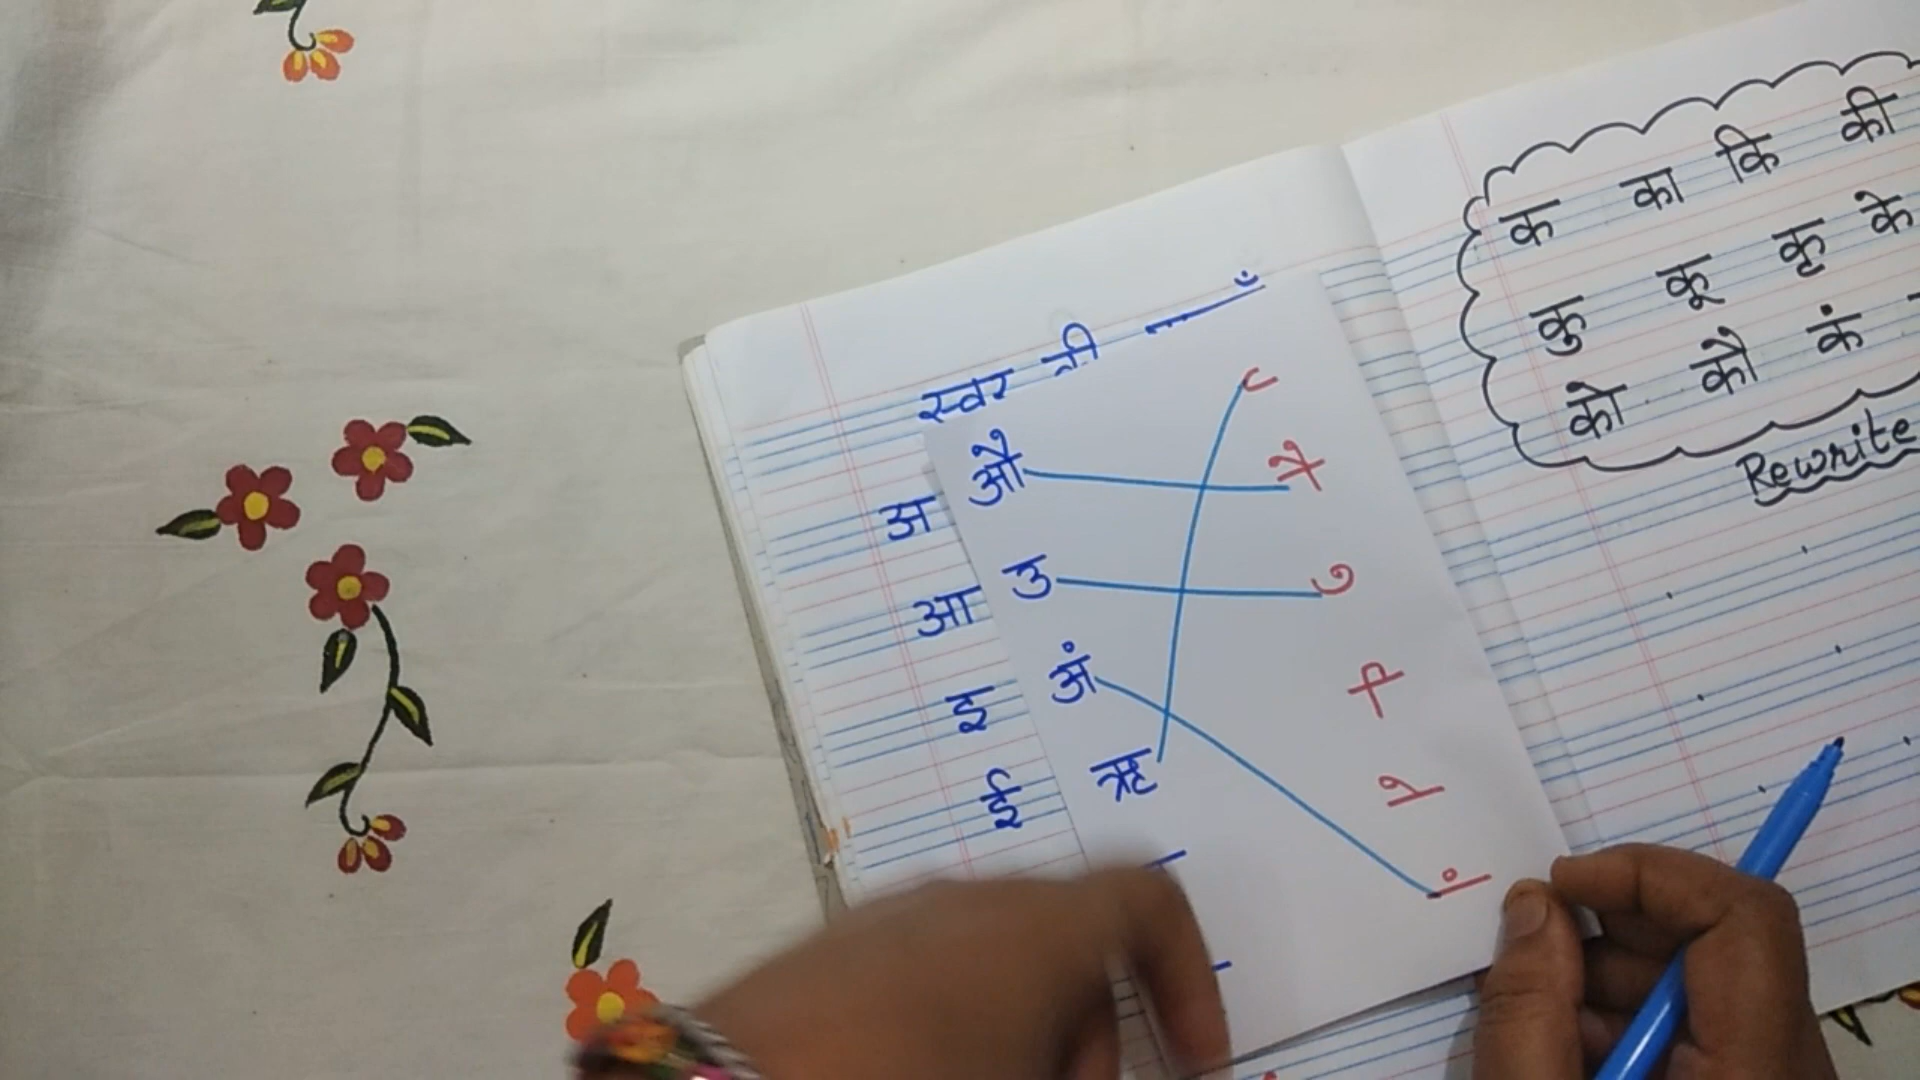 स्वर की
अ
आ
इ
ई
औ
उ
अं
ऋ
ृ
ौ
ु
ी
े
ं
क का कि की
कु कू कृ के
को कौ कं
Rewrite